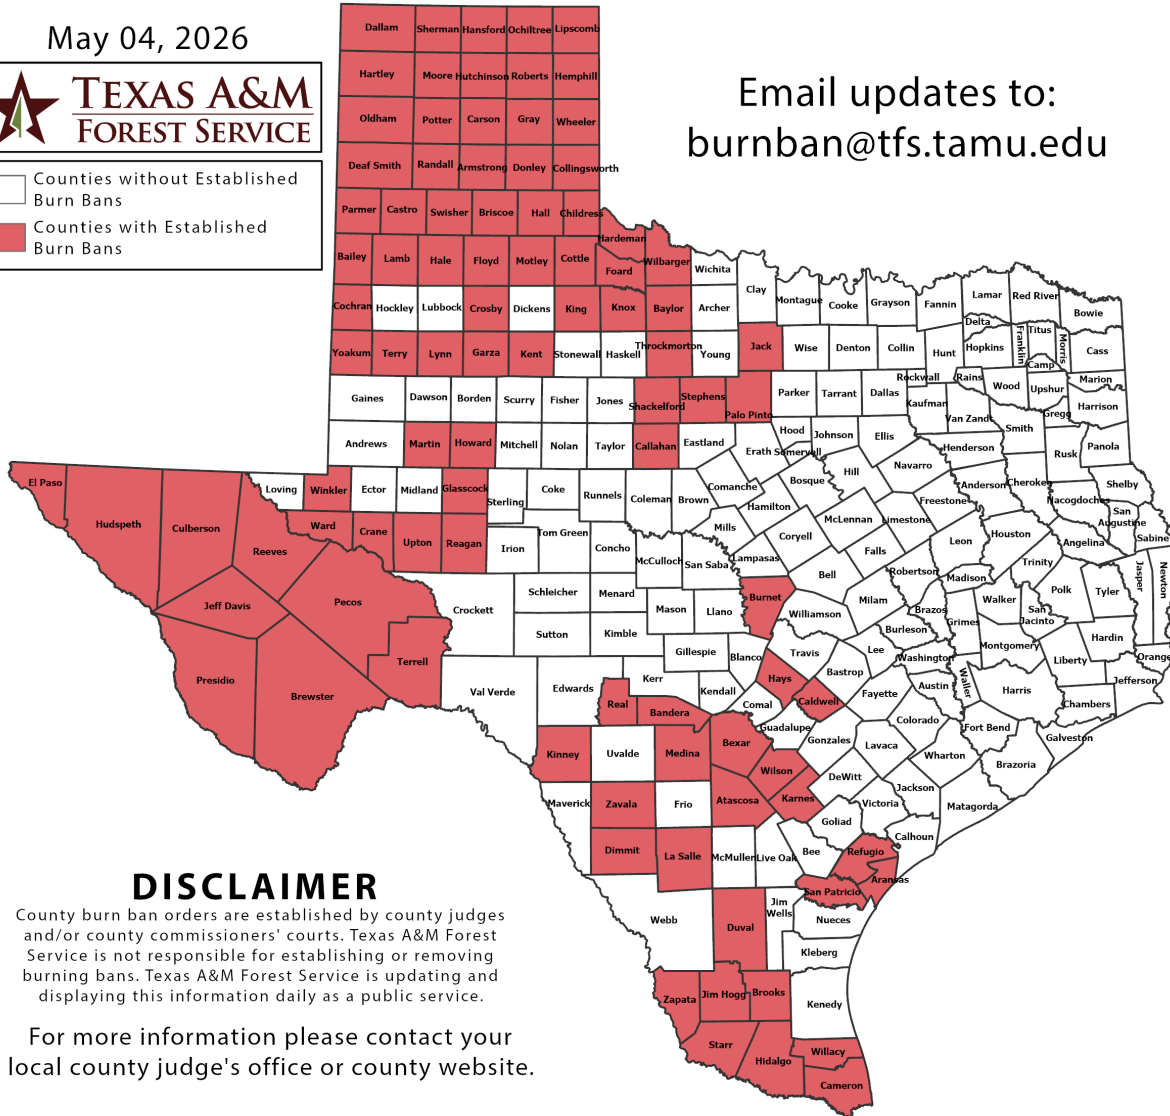 May 04, 2026
TEXAS A&M
FOREST SERVICE
Counties without Established
Burn Bans
Counties with Established
Burn Bans
Email updates to:
burnban@tfs.tamu.edu
Dallam Sherman Hansford Ochiltree Lipscomb
Hartley Moore Hutchinson Roberts Hemphill
Oldham Potter Carson Gray Wheeler
Deaf Smith Randall Armstrong Donley Collingsworth
Parmer Castro Swisher Briscoe Hall Childress
Hardeman
Bailey Lamb Hale Floyd Motley Cottle Foard Wilbarger Wichita
Clay
Cochran Hockley Lubbock Crosby Dickens King Knox Baylor Archer Montague Cooke Grayson Fannin Lamar Red River Bowie
Delta Titus
Yoakum Terry Lynn Garza Kent Stonewall Haskell Throckmorton Young Jack Wise Denton Collin Hunt Hopkins Franklin Morris Cass
Camp
Rockwall Rains Wood Upshur Marion
Gaines Dawson Borden Scurry Fisher Jones Shackelford Stephens Palo Pinto Parker Tarrant Dallas Kaufman Van Zandt Smith Gregg Harrison
Andrews Martin Howard Mitchell Nolan Taylor Callahan Eastland Erath Hood Somervell Johnson Ellis Henderson Rusk Panola
El Paso Hudspeth Culberson Reeves Loving Winkler Ector Midland Glasscock Sterling Coke Runnels Coleman Brown Comanche Hamilton Bosque Hill Navarro Freestone Anderson Cherokee Nacogdoches Shelby
San
Augustine
Sabine
Ward Crane Upton Reagan Irion Tom Green Concho McCulloch San Saba Mills Lampasas Coryell McLennan Limestone Falls Leon Houston Angelina
Trinity Jasper Newton
Jeff Davis Pecos Crockett Schleicher Menard Mason Llano Burnet Bell Williamson Milam Robertson Brazos Madison Grimes Walker San
Jacinto
Polk Tyler
Presidio Brewster Terrell Sutton Kimble Gillespie Blanco Travis Lee Burleson Washington Montgomery Liberty Hardin Orange
Val Verde Edwards Kerr Kendall Hays Comal Caldwell Bastrop Fayette Austin Waller Harris Jefferson Chambers
Real Bandera Guadalupe Gonzales Colorado Fort Bend Galveston
Kinney Uvalde Medina Bexar Wilson DeWitt Lavaca Wharton Brazoria
Maverick Zavala Frio Atascosa Karnes Goliad Victoria Jackson Matagorda
Calhoun
Dimmit La Salle McMullen Live Oak Bee Refugio
Aransas
San Patricio
Webb Duval Jim
Wells
Nueces
Kleberg
Zapata Jim Hogg Brooks Kenedy
Starr Hidalgo Willacy
Cameron
DISCLAIMER
County burn ban orders are established by county judges
and/or county commissioners' courts. Texas A&M Forest
Service is not responsible for establishing or removing
burning bans. Texas A&M Forest Service is updating and
displaying this information daily as a public service.
For more information please contact your
local county judge's office or county website.